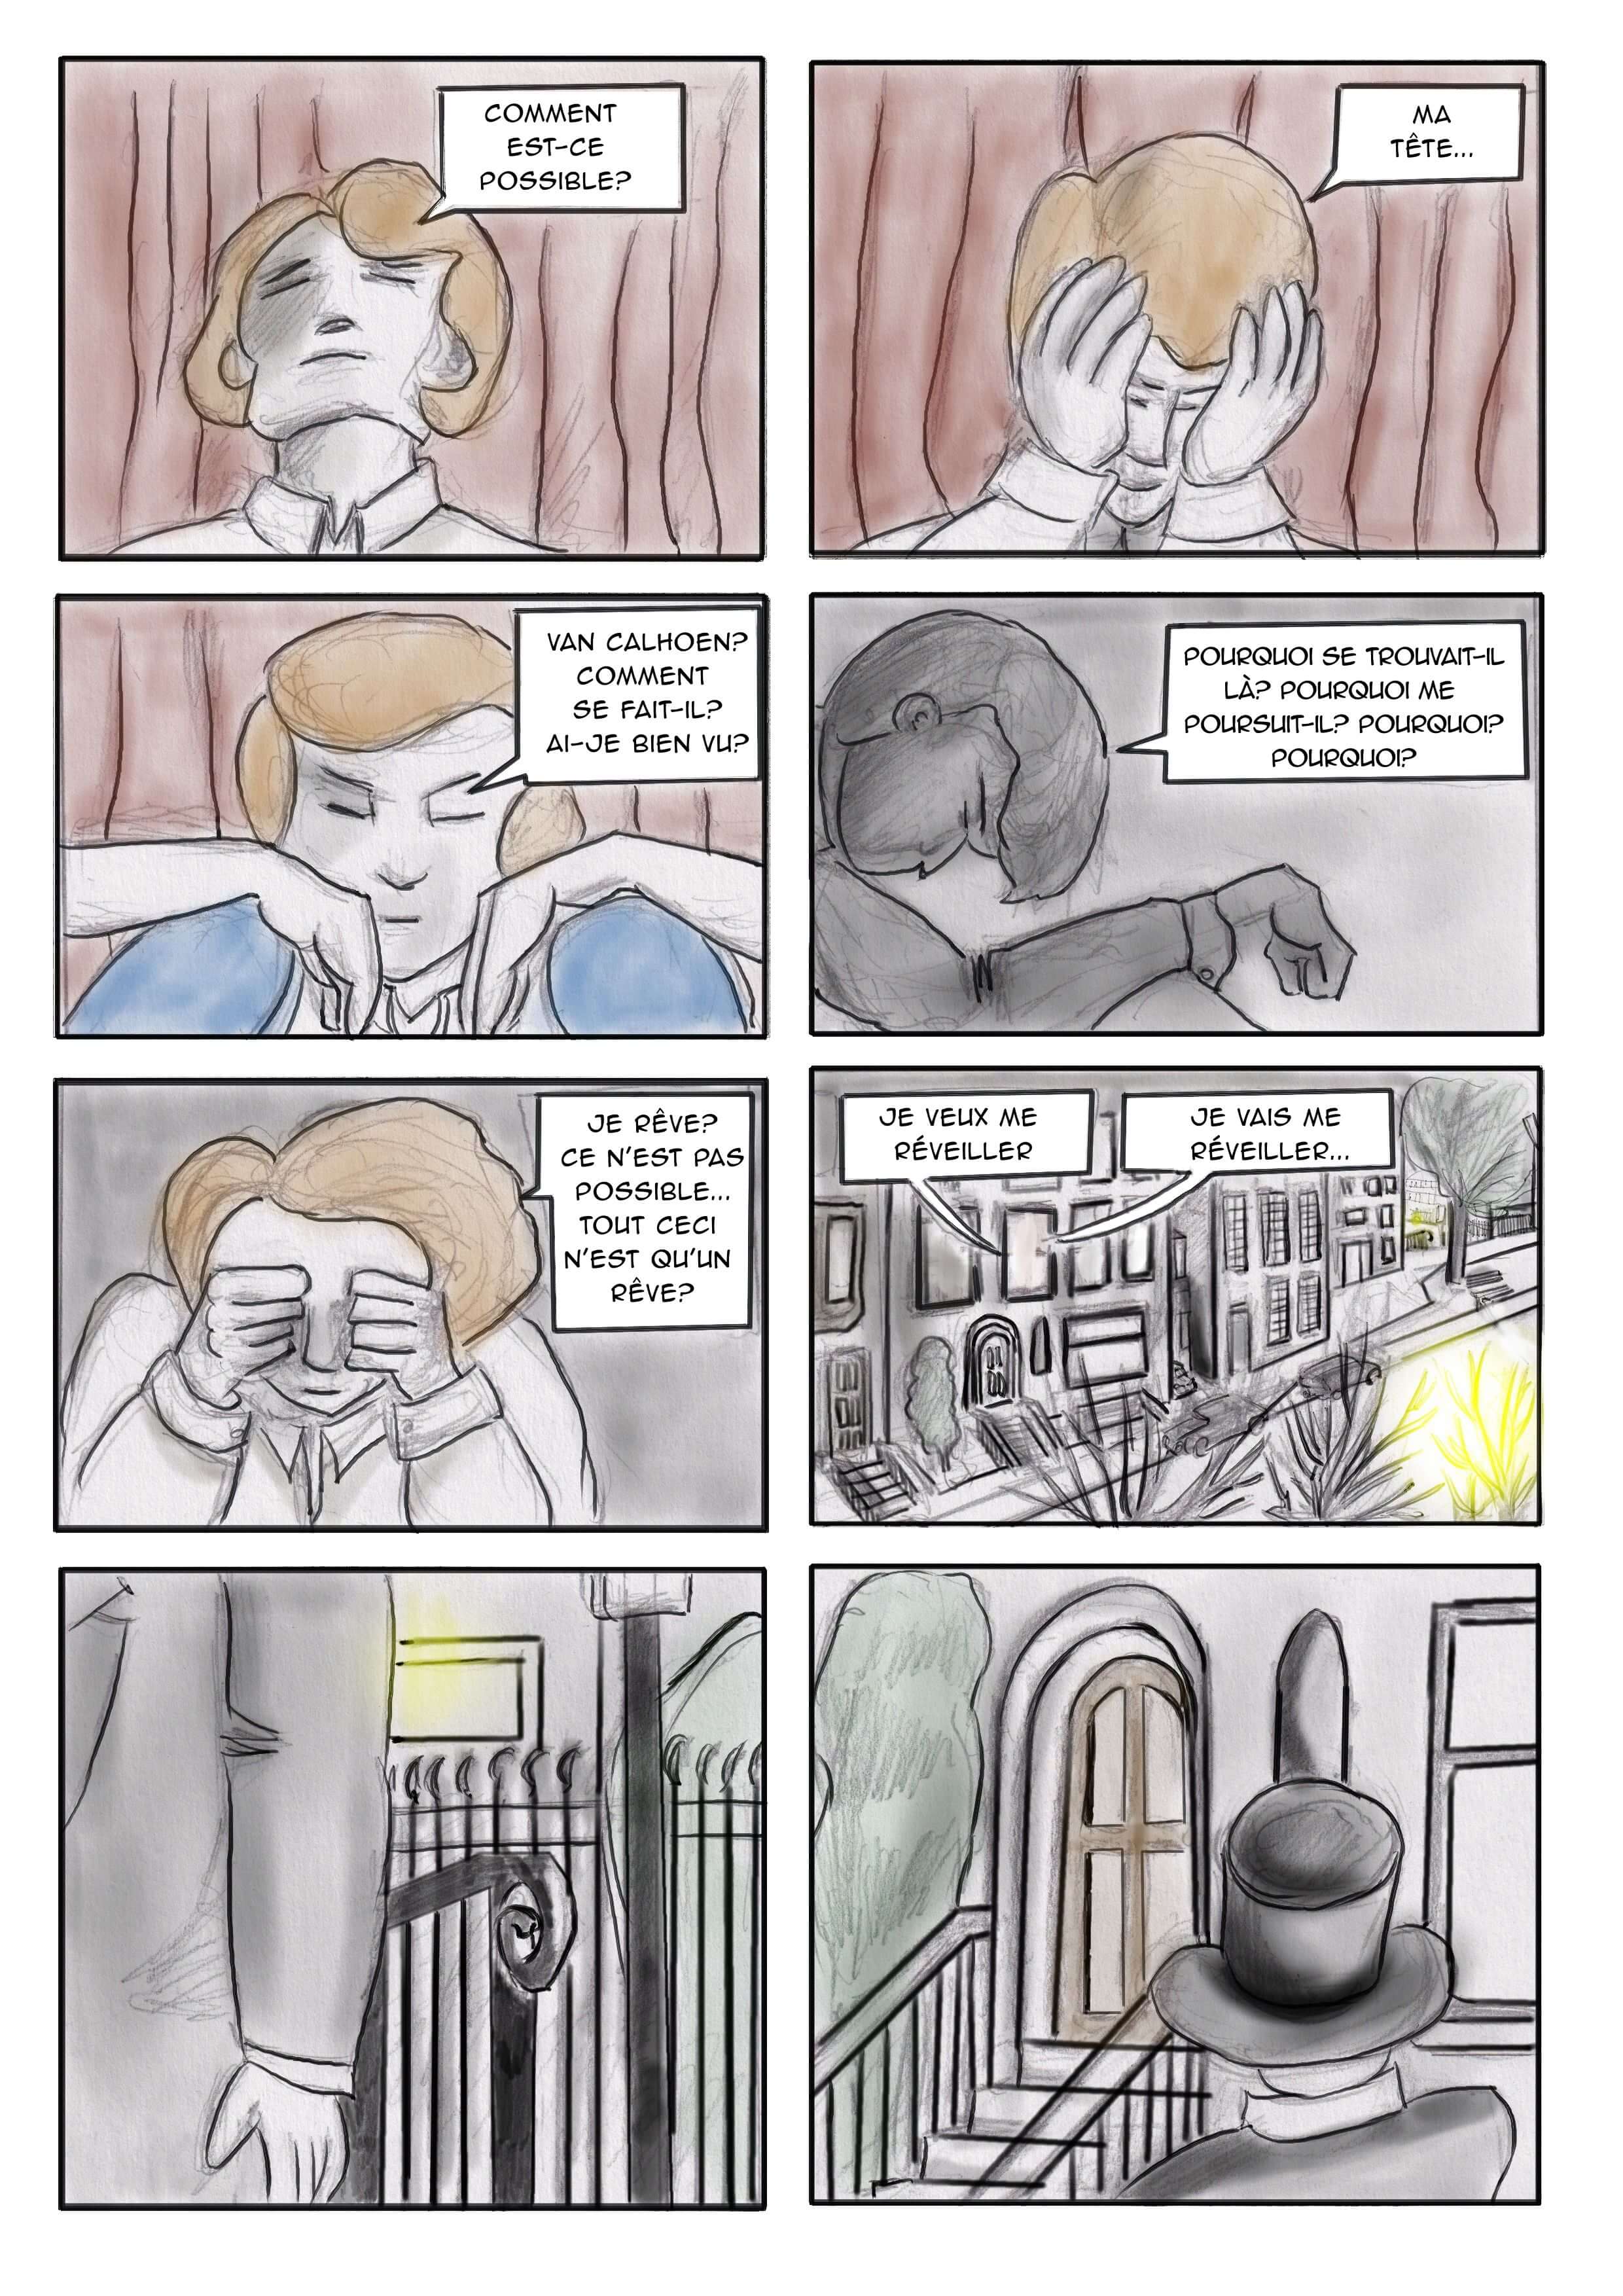 COMMENT
EST-CE
POSSIBLE?
MA
TÊTE...
VAN CALHOEN?
COMMENT
SE FAIT-IL?
AI-JE BIEN VU?
POURQUOI SE TROUVAIT-IL
LÀ? POURQUOI ME
POURSUIT-IL? POURQUOI?
POURQUOI?
JE RÊVE?
CE N'EST PAS
POSSIBLE...
TOUT CECI
N'EST QU'UN
RÊVE?
JE VEUX ME
RÉVEILLER
JE VAIS ME
RÉVEILLER...